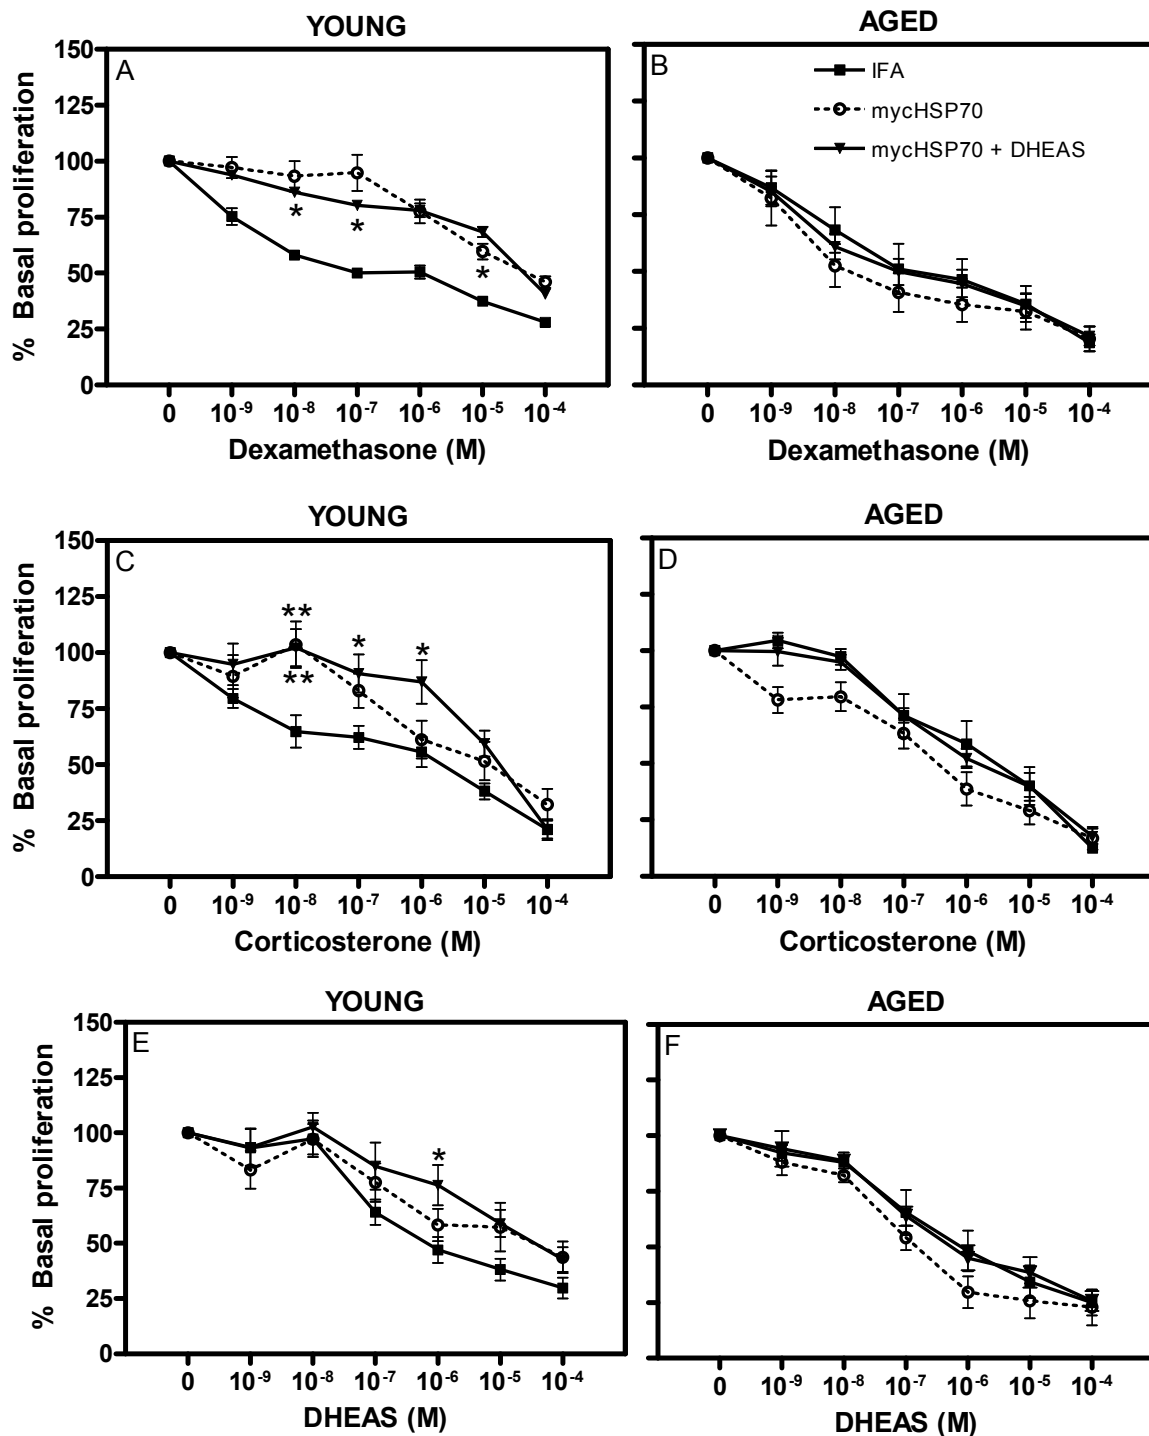 YOUNG
AGED
A
B
IFA
mycHSP70
mycHSP70 + DHEAS
150
125
100
75
50
25
0
% Basal proliferation
*
*
*
0 10⁻⁹ 10⁻⁸ 10⁻⁷ 10⁻⁶ 10⁻⁵ 10⁻⁴
Dexamethasone (M)
0 10⁻⁹ 10⁻⁸ 10⁻⁷ 10⁻⁶ 10⁻⁵ 10⁻⁴
Dexamethasone (M)
YOUNG
AGED
C
D
150
125
100
75
50
25
0
% Basal proliferation
**
**
*
*
0 10⁻⁹ 10⁻⁸ 10⁻⁷ 10⁻⁶ 10⁻⁵ 10⁻⁴
Corticosterone (M)
0 10⁻⁹ 10⁻⁸ 10⁻⁷ 10⁻⁶ 10⁻⁵ 10⁻⁴
Corticosterone (M)
YOUNG
AGED
E
F
150
125
100
75
50
25
0
% Basal proliferation
*
0 10⁻⁹ 10⁻⁸ 10⁻⁷ 10⁻⁶ 10⁻⁵ 10⁻⁴
DHEAS (M)
0 10⁻⁹ 10⁻⁸ 10⁻⁷ 10⁻⁶ 10⁻⁵ 10⁻⁴
DHEAS (M)